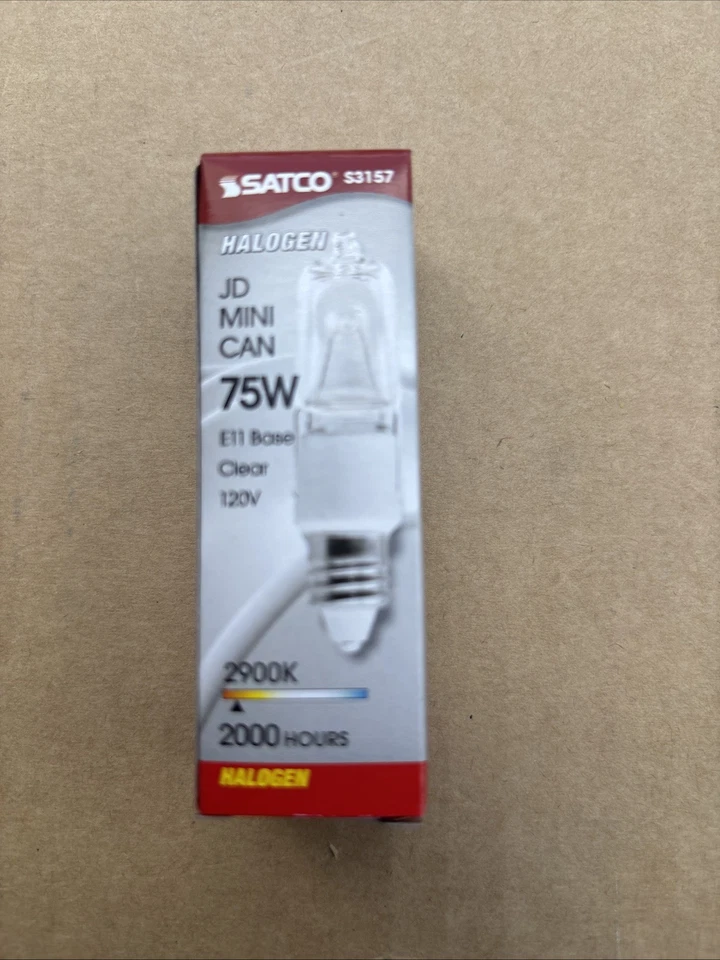 SATCO® S3157
HALOGEN
JD
MINI
CAN
75W
E11 Base
Clear
120V
2900K
2000 HOURS
HALOGEN